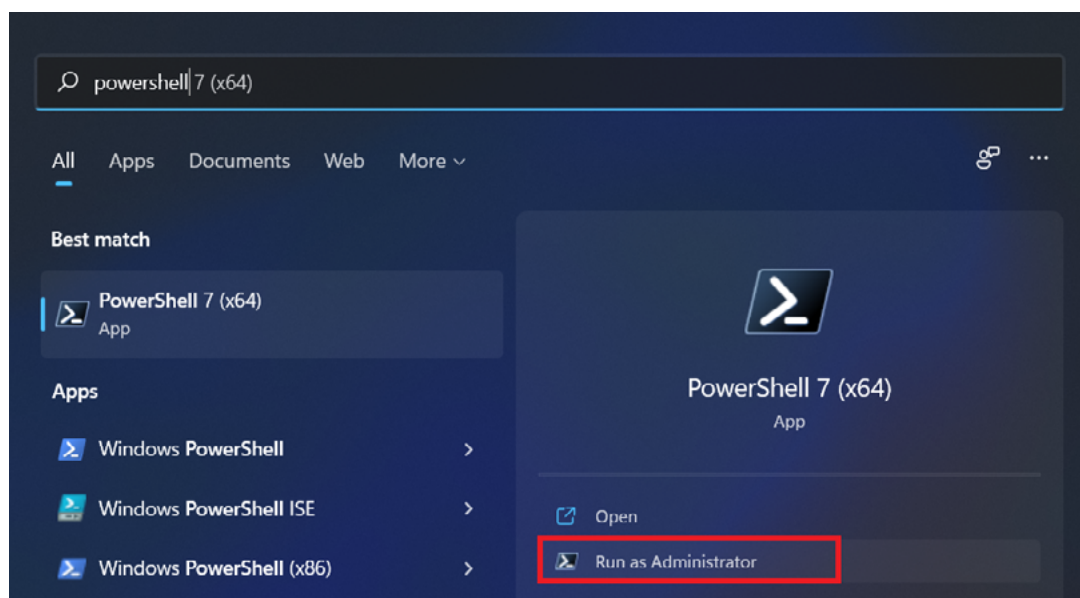 powershell 7 (x64)
All Apps Documents Web More
Best match
PowerShell 7 (x64)
App
Apps
Windows PowerShell
Windows PowerShell ISE
Windows PowerShell (x86)
PowerShell 7 (x64)
App
Open
Run as Administrator